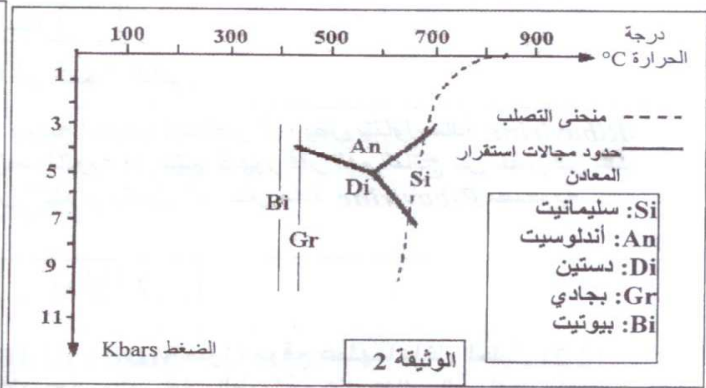 درجة
الحرارة °C
100 300 500 700 900
1
3
5
7
9
11
An
Di
Si
Bi
Gr
منحنى التصلب
حدود مجالات استقرار
المعادن
Si: سليمانيت
An: أندلوسيت
Di: دستين
Gr: بجادي
Bi: بيوتيت
الضغط Kbars
الوثيقة 2